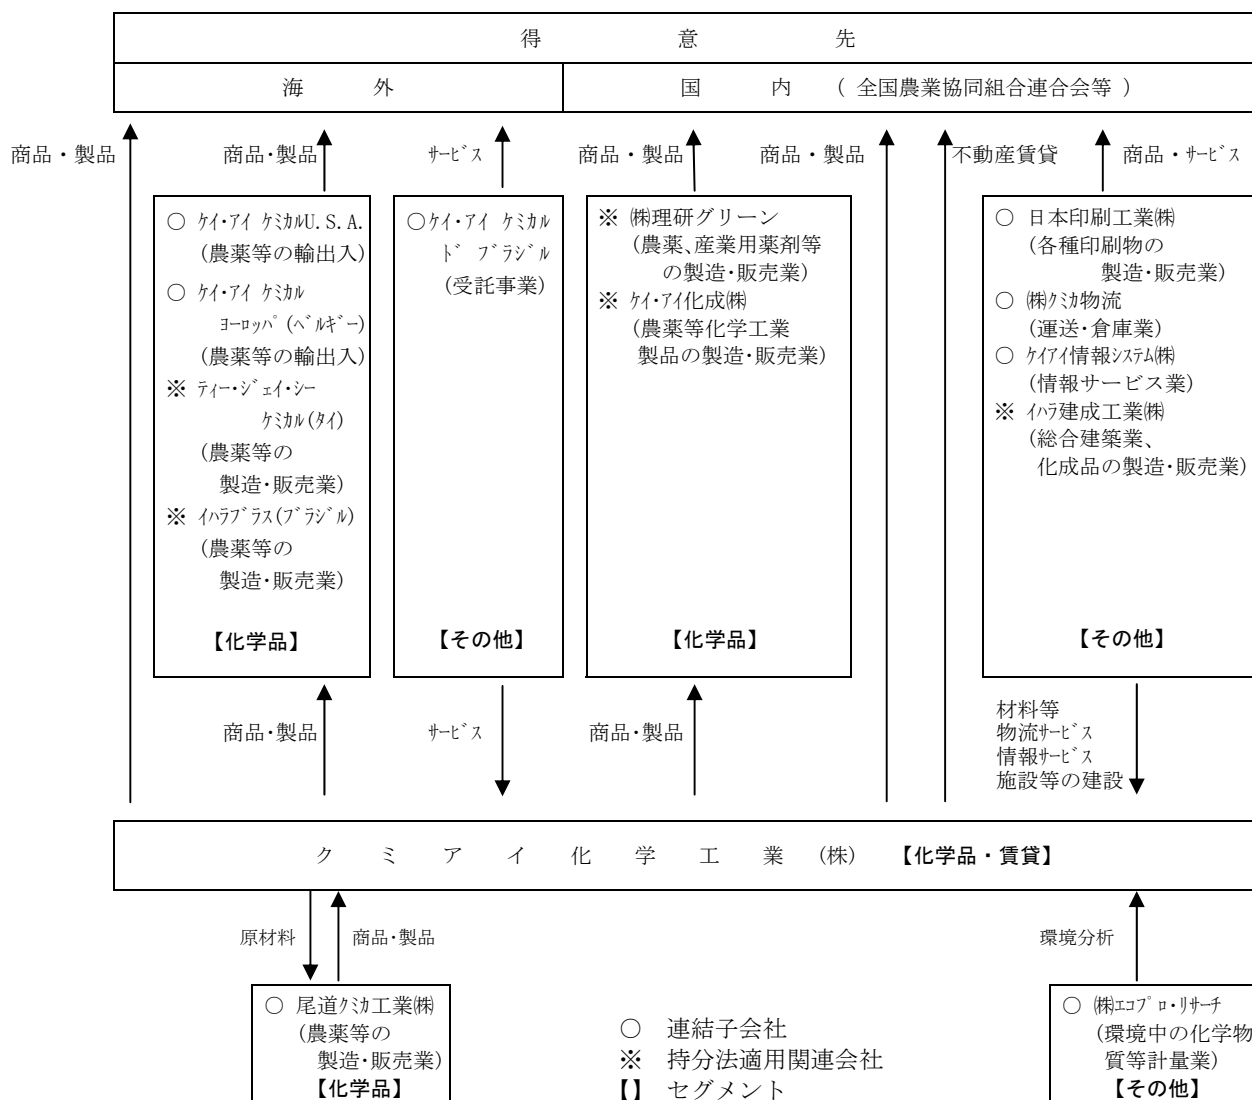 得 意 先
海 外
国 内 ( 全国農業協同組合連合会等 )
商品・製品
商品･製品
ｻｰﾋﾞｽ
商品・製品
商品・製品
不動産賃貸
商品・ｻｰﾋﾞｽ
○ ｹｲ･ｱｲ ｹﾐｶﾙU.S.A.
(農薬等の輸出入)
○ ｹｲ･ｱｲ ｹﾐｶﾙ
ﾖｰﾛｯﾊﾟ(ﾍﾞﾙｷﾞｰ)
(農薬等の輸出入)
※ ﾃｨｰ･ｼﾞｪｲ･ｼｰ
ｹﾐｶﾙ(ﾀｲ)
(農薬等の
製造･販売業)
※ ｲﾊﾗﾌﾞﾗｽ(ﾌﾞﾗｼﾞﾙ)
(農薬等の
製造･販売業)
【化学品】
○ｹｲ･ｱｲ ｹﾐｶﾙ
ﾄﾞ ﾌﾞﾗｼﾞﾙ
(受託事業)
【その他】
※ ㈱理研グリーン
(農薬､産業用薬剤等
の製造･販売業)
※ ｹｲ･ｱｲ化成㈱
(農薬等化学工業
製品の製造･販売業)
【化学品】
○ 日本印刷工業㈱
(各種印刷物の
製造･販売業)
○ ㈱ｸﾐｶ物流
(運送･倉庫業)
○ ｹｲｱｲ情報ｼｽﾃﾑ㈱
(情報サービス業)
※ ｲﾊﾗ建成工業㈱
(総合建築業、
化成品の製造･販売業)
【その他】
商品･製品
ｻｰﾋﾞｽ
商品･製品
材料等
物流ｻｰﾋﾞｽ
情報ｻｰﾋﾞｽ
施設等の建設
ク ミ ア イ 化 学 工 業 (株) 【化学品・賃貸】
原材料
商品･製品
環境分析
○ 尾道ｸﾐｶ工業㈱
(農薬等の
製造･販売業)
【化学品】
○ 連結子会社
※ 持分法適用関連会社
【】 セグメント
○ ㈱ｴｺﾌﾟﾛ･ﾘｻｰﾁ
(環境中の化学物
質等計量業)
【その他】